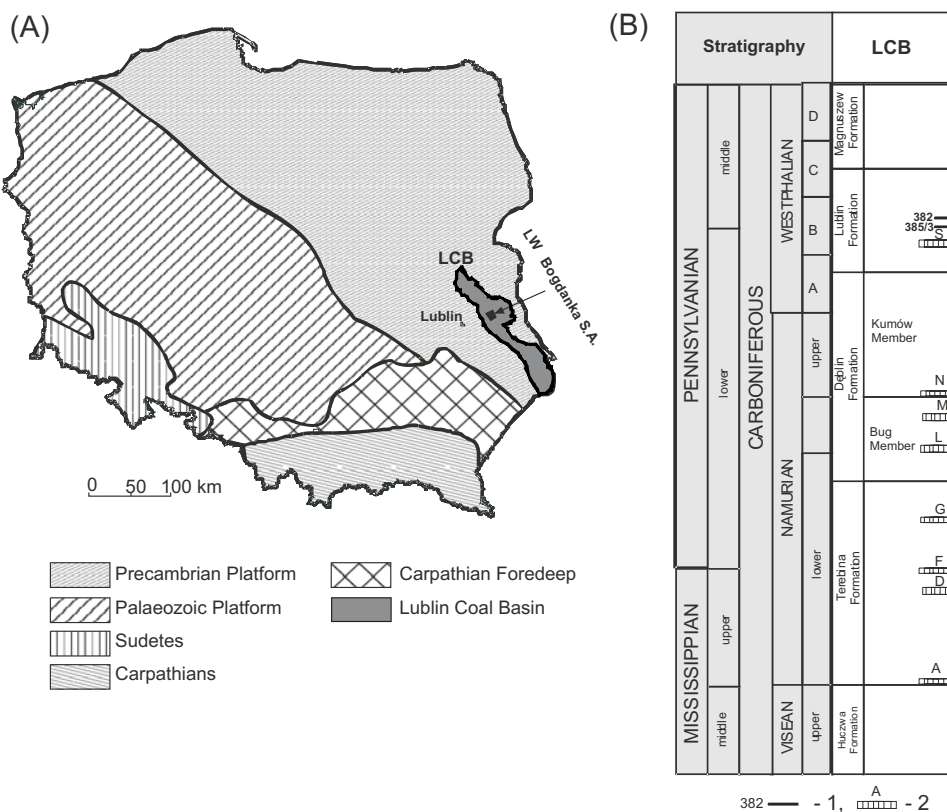 (A)
LCB
Lublin
LW Bogdanka S.A.
0 50 100 km
Precambrian Platform
Palaeozoic Platform
Sudetes
Carpathians
Carpathian Foredeep
Lublin Coal Basin
(B)
Stratigraphy
LCB
PENNSYLVANIAN
MISSISSIPPIAN
middle
lower
upper
middle
CARBONIFEROUS
WESTPHALIAN
NAMURIAN
VISEAN
D
C
B
A
upper
lower
upper
Magnuszew
Formation
Lublin
Formation
Dęblin
Formation
Terebina
Formation
Huczwa
Formation
Kumów
Member
Bug
Member
382
385/3
S
N
M
L
G
F
D
A
382 - 1, A - 2